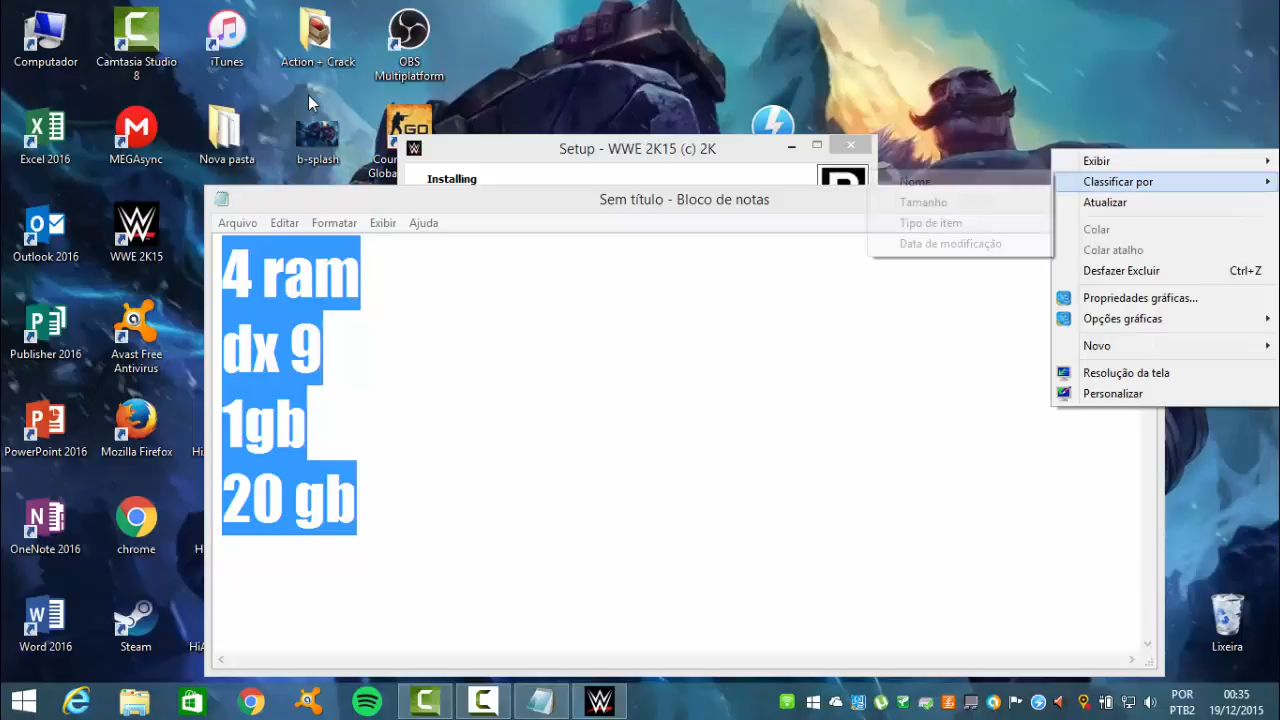 Computador
Camtasia Studio 8
iTunes
Action + Crack
OBS Multiplatform
Excel 2016
MEGAsync
Nova pasta
b-splash
GO
Outlook 2016
WWE 2K15
Publisher 2016
Avast Free Antivirus
PowerPoint 2016
Mozilla Firefox
OneNote 2016
chrome
Word 2016
Steam
Lixeira
Setup - WWE 2K15 (c) 2K
Installing
Sem título - Bloco de notas
Arquivo Editar Formatar Exibir Ajuda
4 ram
dx 9
1gb
20 gb
Nome
Tamanho
Tipo de item
Data de modificação
Exibir
Classificar por
Atualizar
Colar
Colar atalho
Desfazer Excluir Ctrl+Z
Propriedades gráficas...
Opções gráficas
Novo
Resolução da tela
Personalizar
POR
PTB2
00:35
19/12/2015